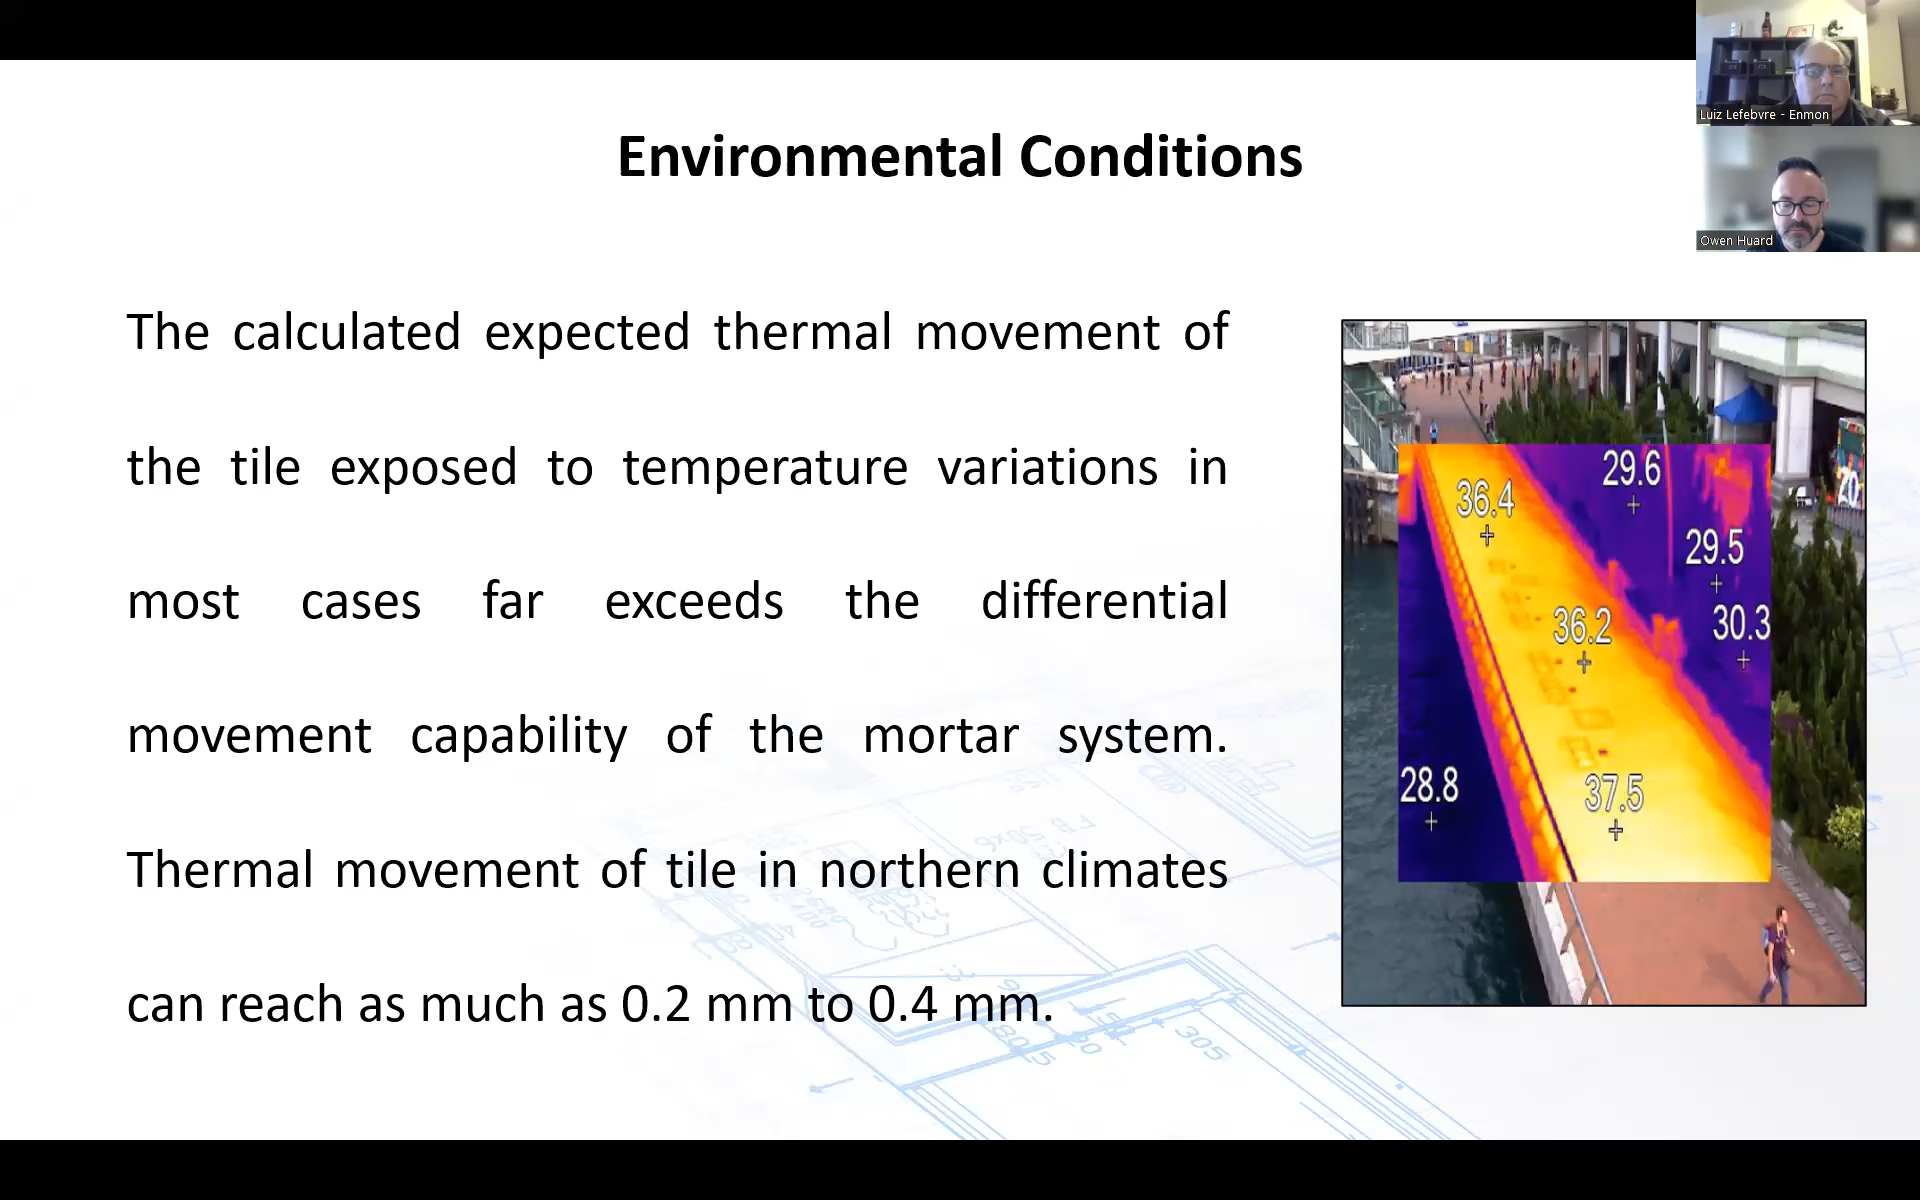 Environmental Conditions
Luiz Lefebvre - Enmon
Owen Huard
The calculated expected thermal movement of
the tile exposed to temperature variations in
most cases far exceeds the differential
movement capability of the mortar system.
Thermal movement of tile in northern climates
can reach as much as 0.2 mm to 0.4 mm.
29.6
36.4
29.5
36.2
30.3
28.8
37.5
20
305